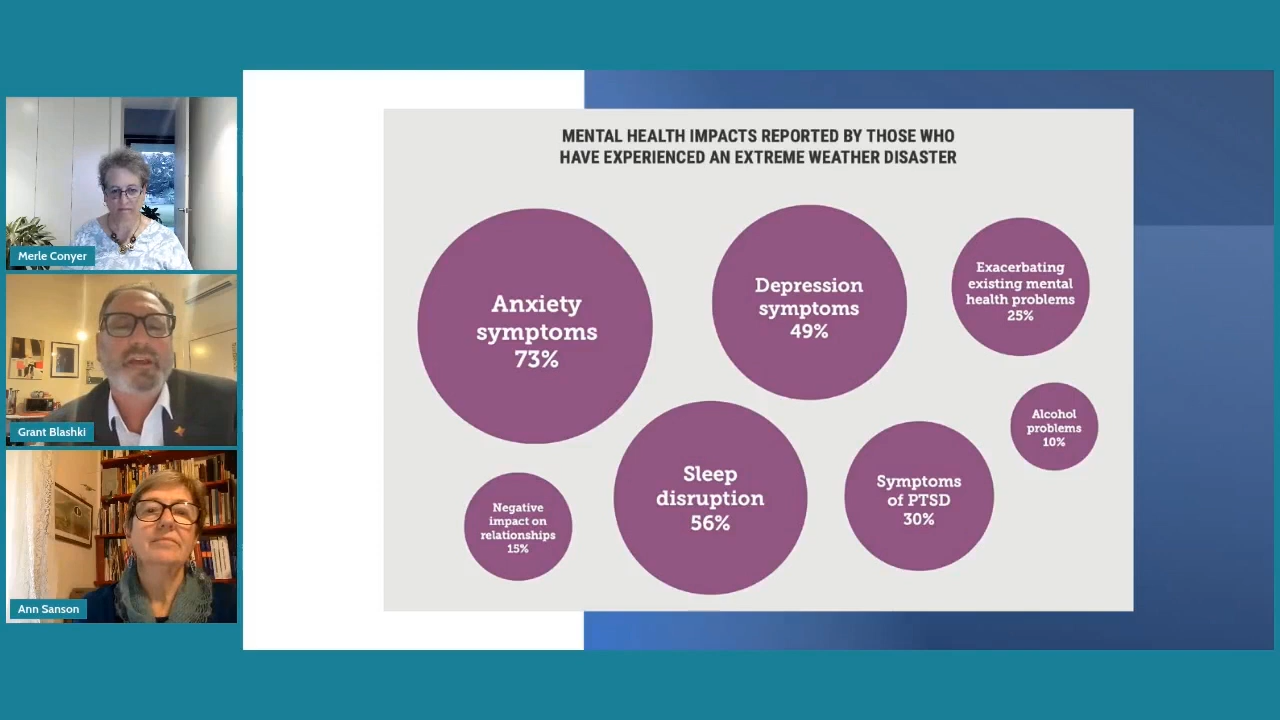 Merle Conyer
Grant Blashki
Ann Sanson
MENTAL HEALTH IMPACTS REPORTED BY THOSE WHO
HAVE EXPERIENCED AN EXTREME WEATHER DISASTER
Anxiety
symptoms
73%
Depression
symptoms
49%
Exacerbating
existing mental
health problems
25%
Alcohol
problems
10%
Negative
impact on
relationships
15%
Sleep
disruption
56%
Symptoms
of PTSD
30%